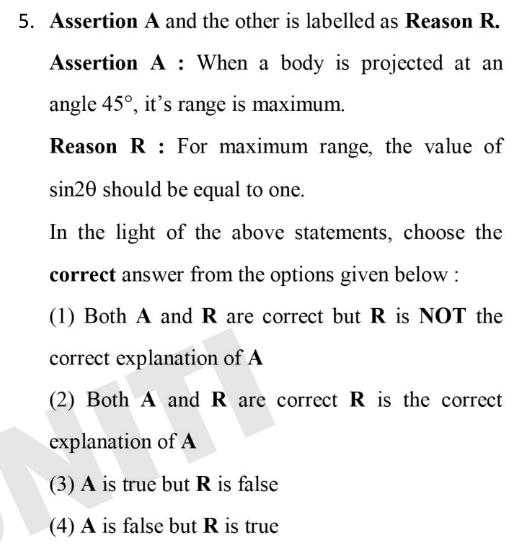 5. Assertion A and the other is labelled as Reason R.
Assertion A : When a body is projected at an
angle 45°, it's range is maximum.
Reason R : For maximum range, the value of
sin2θ should be equal to one.
In the light of the above statements, choose the
correct answer from the options given below :
(1) Both A and R are correct but R is NOT the
correct explanation of A
(2) Both A and R are correct R is the correct
explanation of A
(3) A is true but R is false
(4) A is false but R is true
NITI